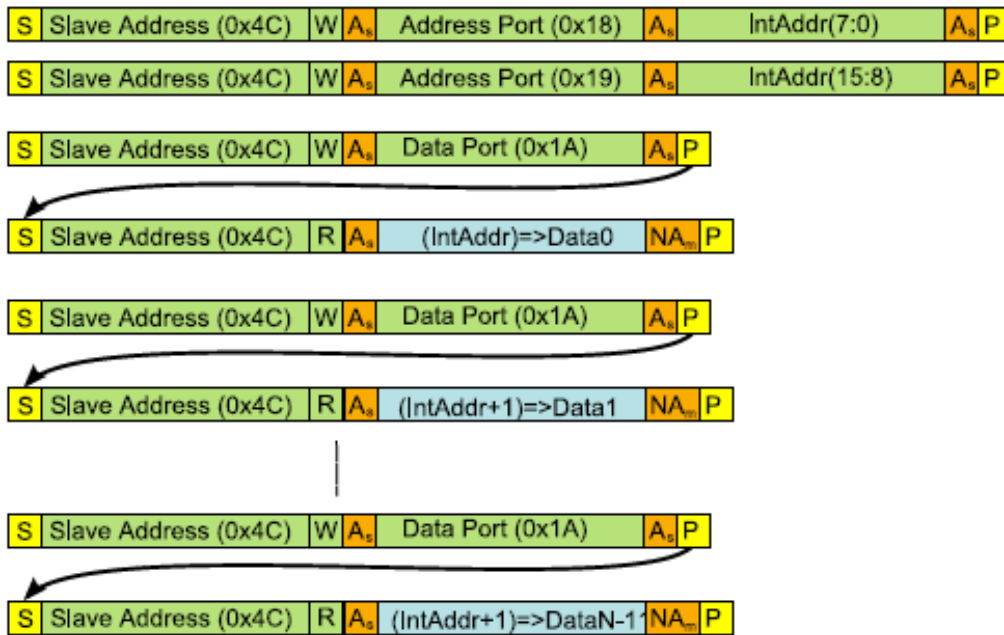 S Slave Address (0x4C) W As Address Port (0x18) As IntAddr(7:0) As P
S Slave Address (0x4C) W As Address Port (0x19) As IntAddr(15:8) As P
S Slave Address (0x4C) W As Data Port (0x1A) As P
S Slave Address (0x4C) R As (IntAddr)=>Data0 NAm P
S Slave Address (0x4C) W As Data Port (0x1A) As P
S Slave Address (0x4C) R As (IntAddr+1)=>Data1 NAm P
S Slave Address (0x4C) W As Data Port (0x1A) As P
S Slave Address (0x4C) R As (IntAddr+1)=>DataN-11 NAm P